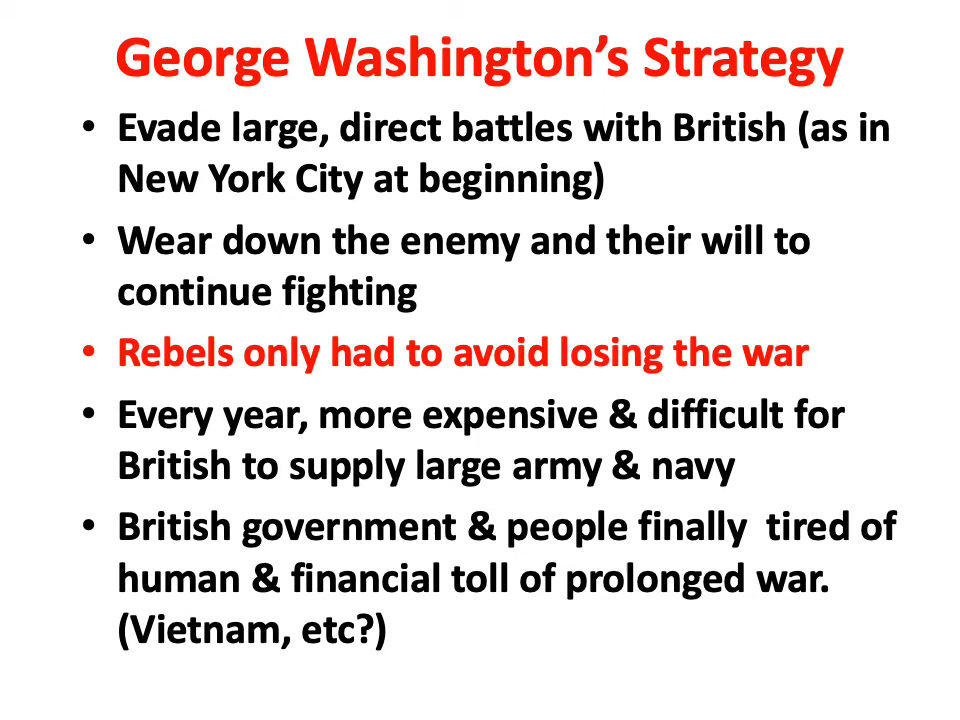 George Washington’s Strategy
• Evade large, direct battles with British (as in
New York City at beginning)
• Wear down the enemy and their will to
continue fighting
• Rebels only had to avoid losing the war
• Every year, more expensive & difficult for
British to supply large army & navy
• British government & people finally  tired of
human & financial toll of prolonged war.
(Vietnam, etc?)